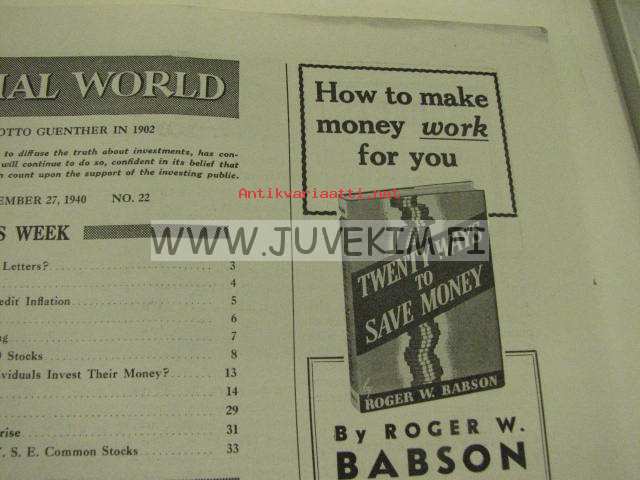 IAL WORLD
OTTO GUENTHER IN 1902
to diffuse the truth about investments, has con-
will continue to do so, confident in its belief that
count upon the support of the investing public.
EMBER 27, 1940 NO. 22
S WEEK
Letters? 3
4
edit Inflation 5
6
ng 7
Stocks 8
viduals Invest Their Money? 13
14
29
rise 31
Y. S. E. Common Stocks 33
How to make
money work
for you
Antikvariaatti.net
WWW.JUVEKIM.FI
TWENTY WAYS
TO
SAVE MONEY
ROGER W. BABSON
By ROGER W.
BABSON